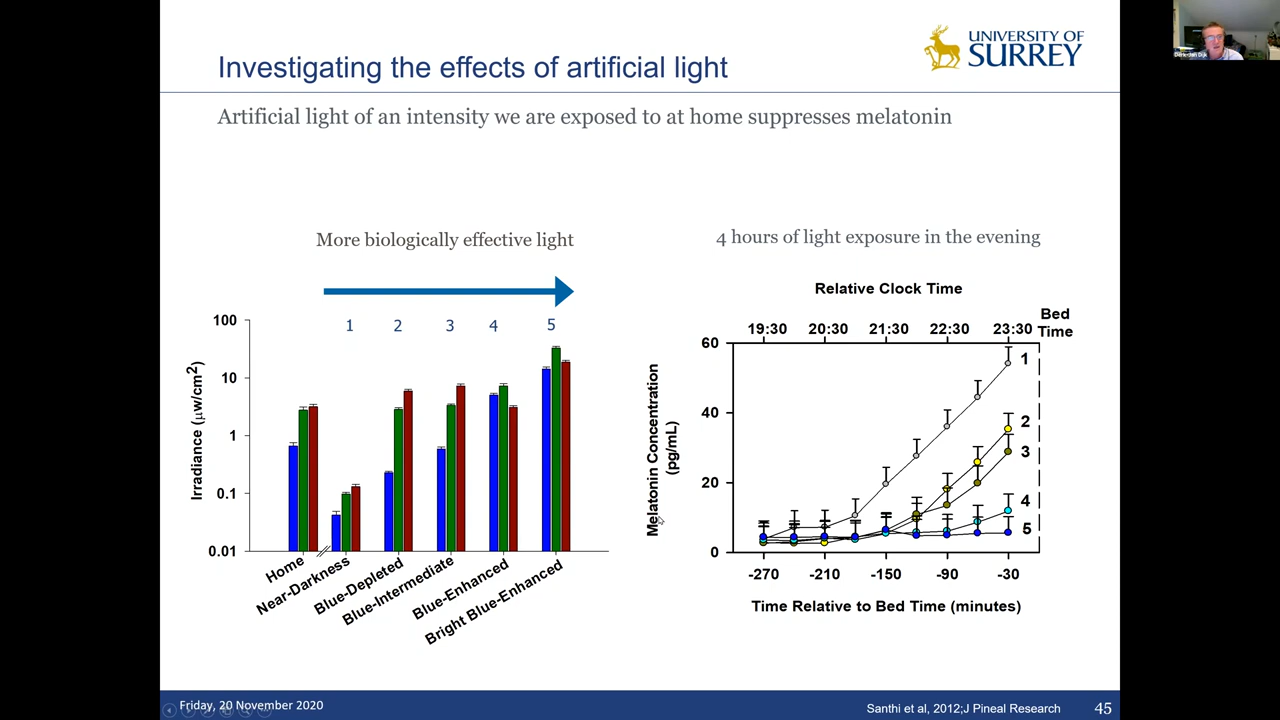 UNIVERSITY OF
SURREY
Investigating the effects of artificial light
Artificial light of an intensity we are exposed to at home suppresses melatonin
More biologically effective light
4 hours of light exposure in the evening
1 2 3 4 5
Irradiance (μw/cm2)
100
10
1
0.1
0.01
Home
Near-Darkness
Blue-Depleted
Blue-Intermediate
Blue-Enhanced
Bright Blue-Enhanced
Relative Clock Time
19:30 20:30 21:30 22:30 23:30
Bed
Time
Melatonin Concentration
(pg/mL)
60
40
20
0
1
2
3
4
5
-270 -210 -150 -90 -30
Time Relative to Bed Time (minutes)
Friday, 20 November 2020
Santhi et al, 2012;J Pineal Research
45